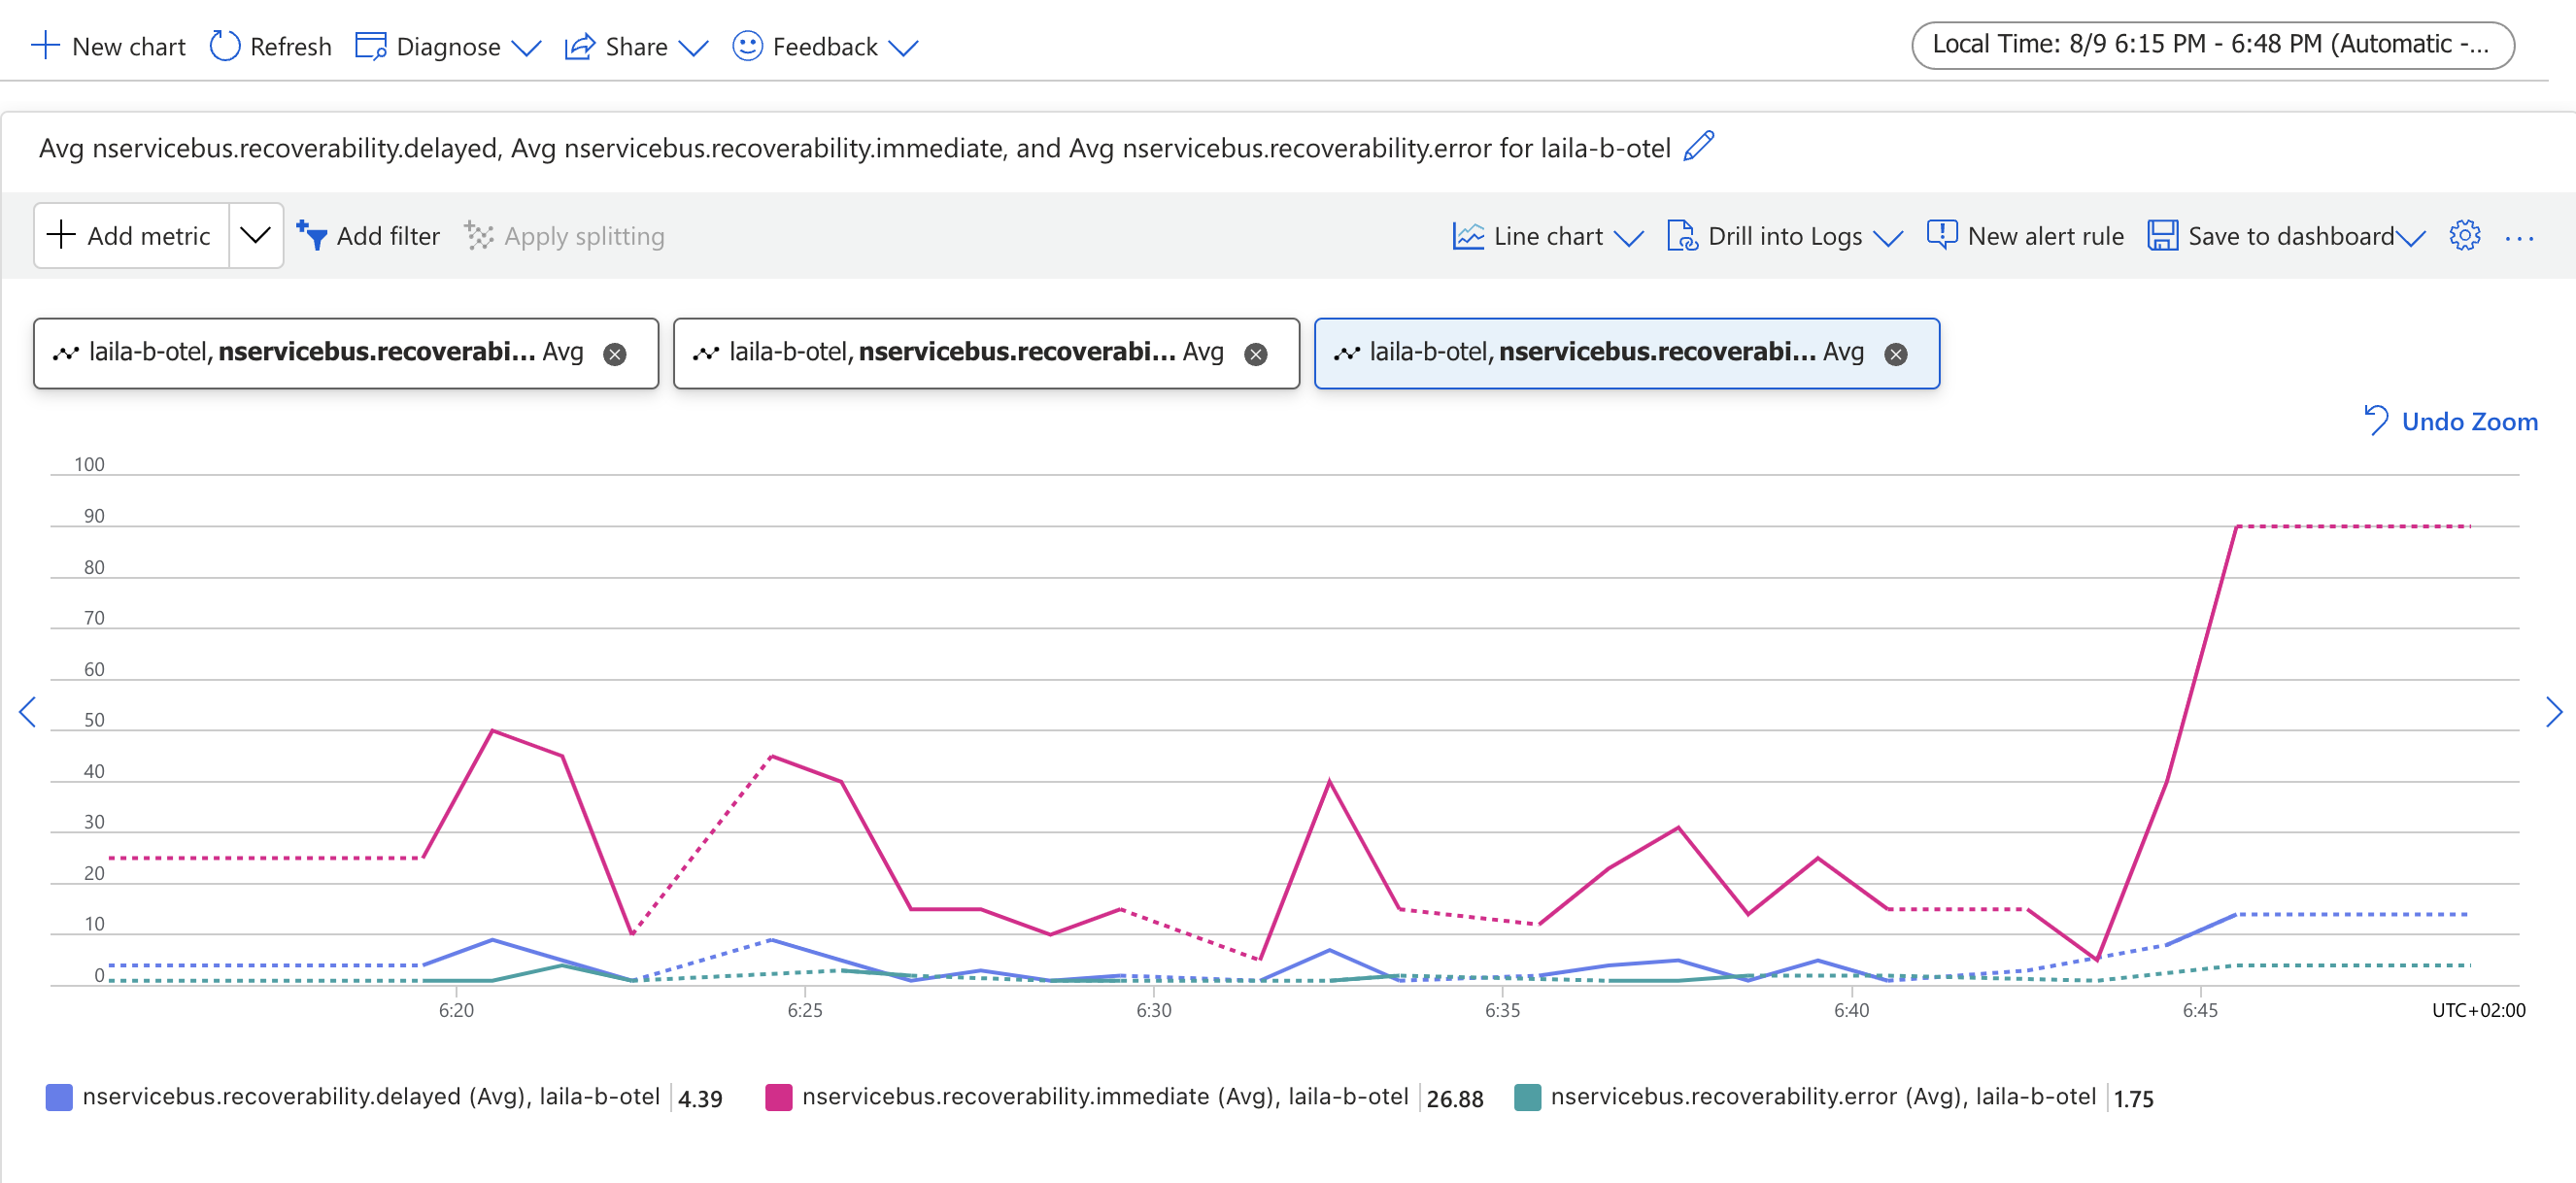 New chart Refresh Diagnose Share Feedback Local Time: 8/9 6:15 PM - 6:48 PM (Automatic -...
Avg nservicebus.recoverability.delayed, Avg nservicebus.recoverability.immediate, and Avg nservicebus.recoverability.error for laila-b-otel
Add metric Add filter Apply splitting Line chart Drill into Logs New alert rule Save to dashboard ...
laila-b-otel, nservicebus.recoverabi... Avg laila-b-otel, nservicebus.recoverabi... Avg laila-b-otel, nservicebus.recoverabi... Avg
Undo Zoom
100
90
80
70
60
50
40
30
20
10
0
6:20 6:25 6:30 6:35 6:40 6:45 UTC+02:00
nservicebus.recoverability.delayed (Avg), laila-b-otel 4.39 nservicebus.recoverability.immediate (Avg), laila-b-otel 26.88 nservicebus.recoverability.error (Avg), laila-b-otel 1.75